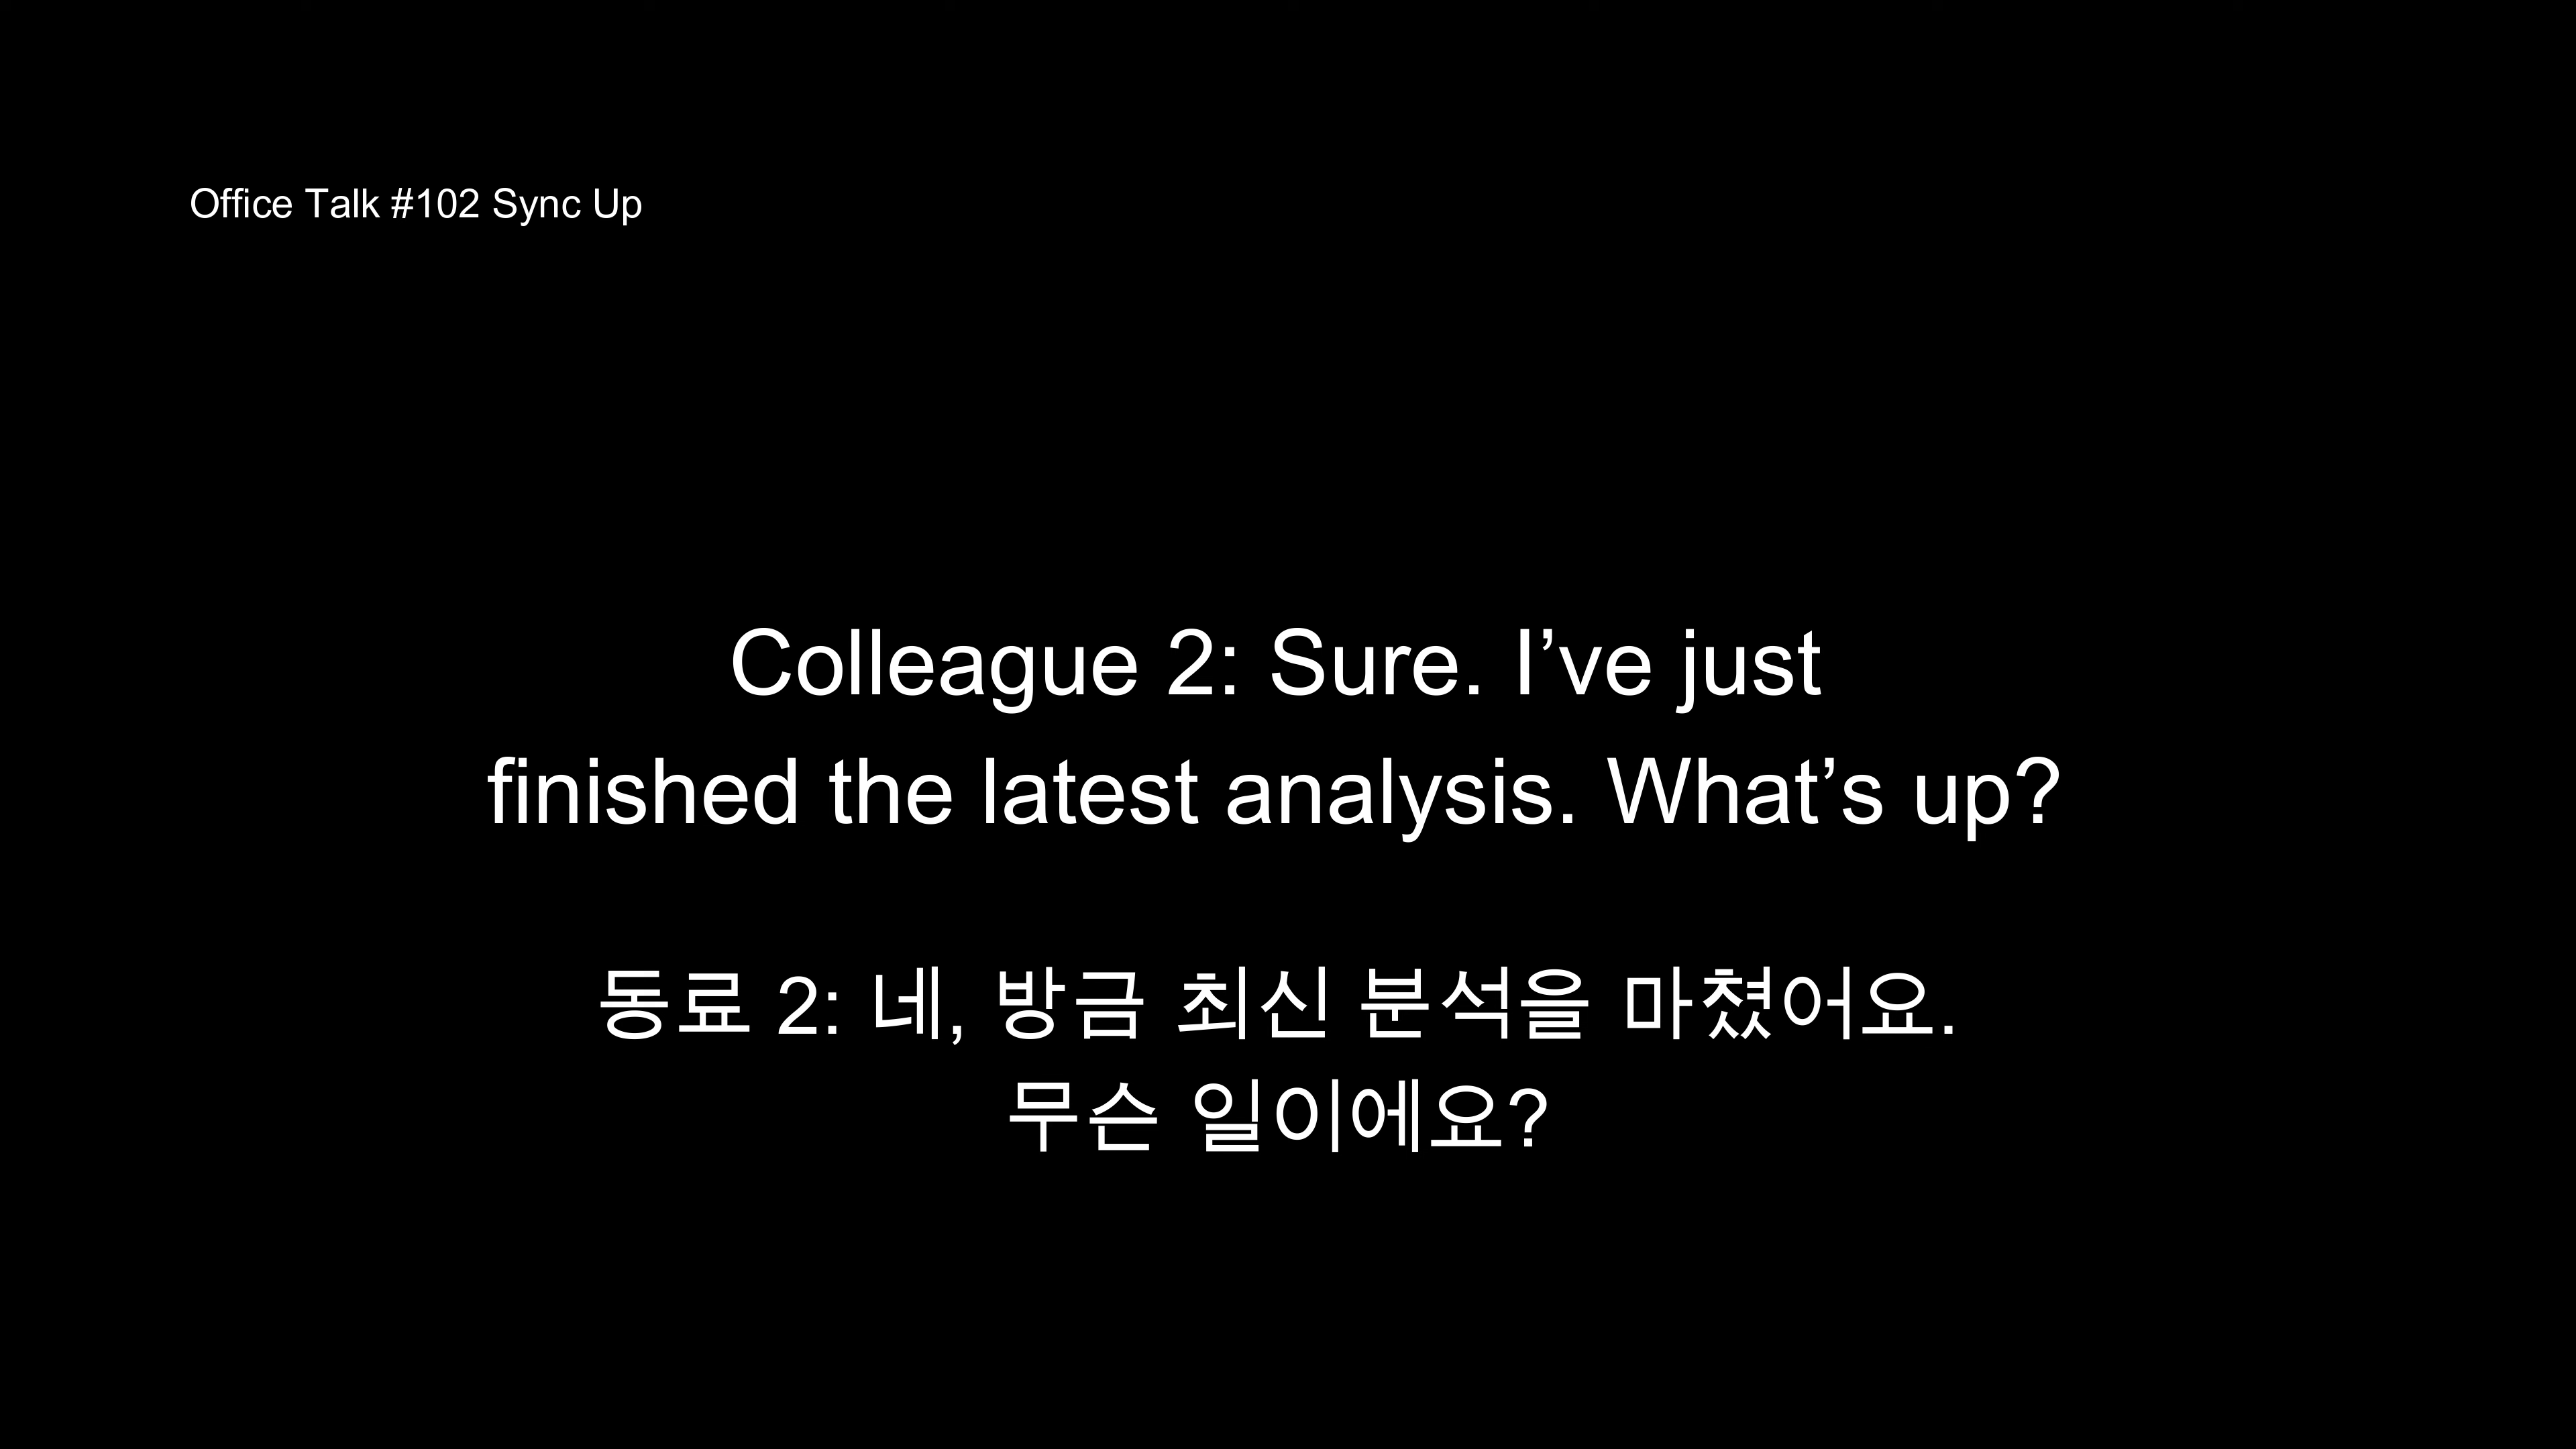 Office Talk #102 Sync Up
Colleague 2: Sure. I’ve just
finished the latest analysis. What’s up?
동료 2: 네, 방금 최신 분석을 마쳤어요.
무슨 일이에요?